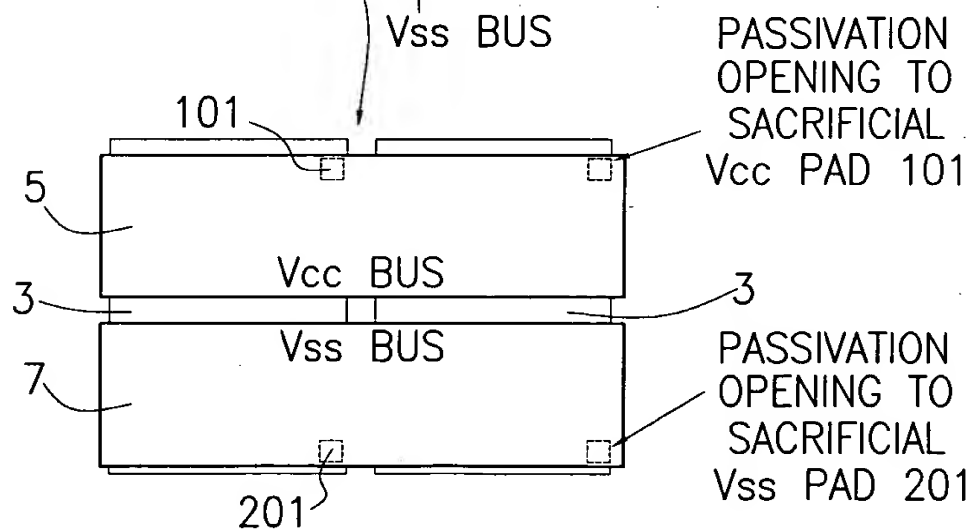 Vss BUS
PASSIVATION
OPENING TO
SACRIFICIAL
Vcc PAD 101
101
5
Vcc BUS
3
3
Vss BUS
7
PASSIVATION
OPENING TO
SACRIFICIAL
Vss PAD 201
201